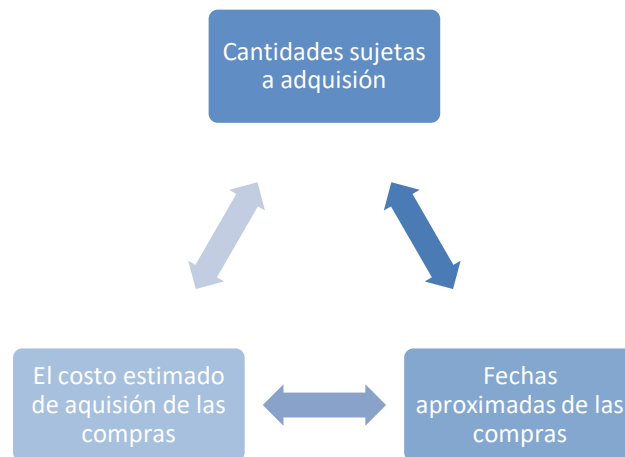 Cantidades sujetas
a adquisión
El costo estimado
de aquisión de las
compras
Fechas
aproximadas de las
compras